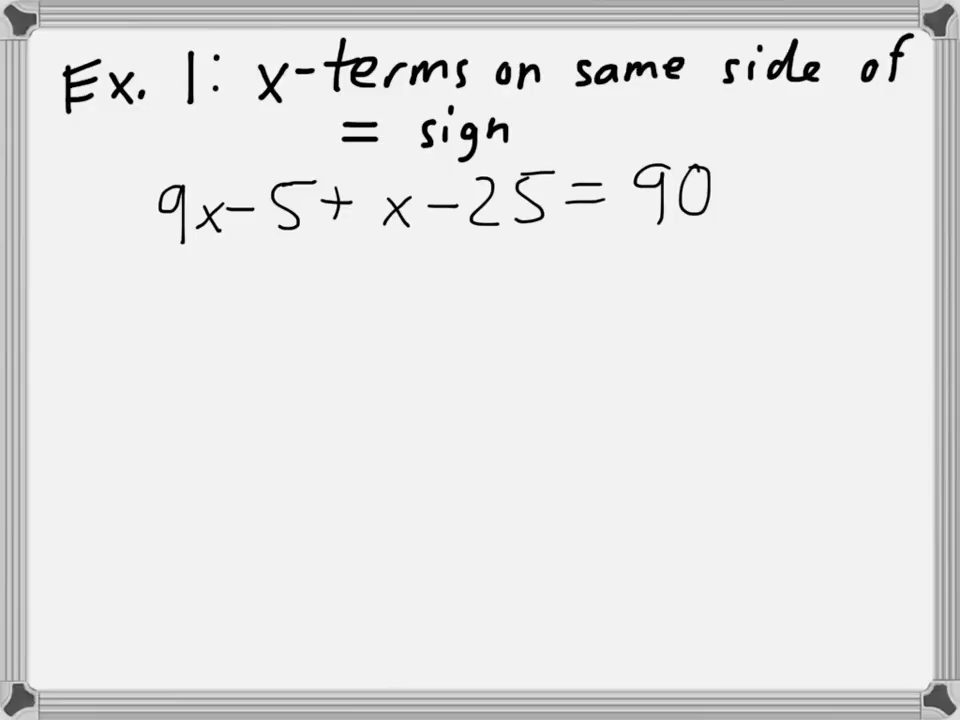 Ex. 1: x-terms on same side of
= sign
9x-5+ x-25=90